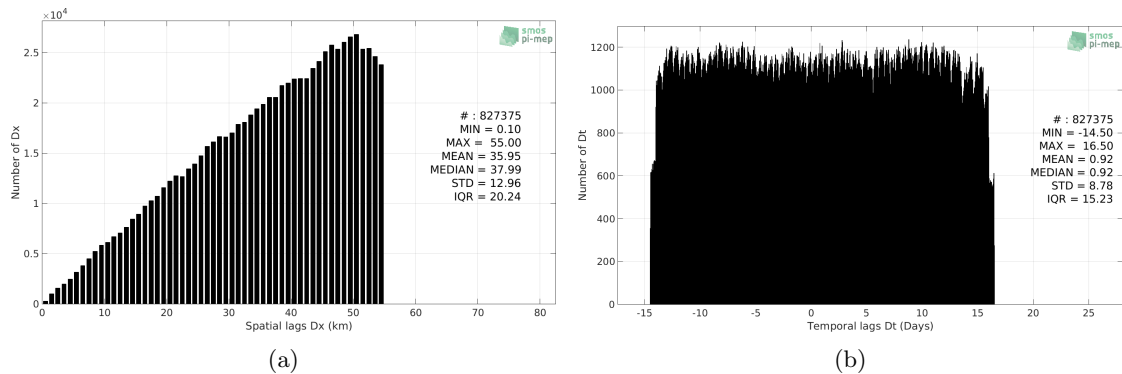 ×10⁴
2.5
2
1.5
1
0.5
0
0 10 20 30 40 50 60 70 80
Number of Dx
Spatial lags Dx (km)
smos
pi-mep
# : 827375
MIN = 0.10
MAX = 55.00
MEAN = 35.95
MEDIAN = 37.99
STD = 12.96
IQR = 20.24
(a)
1200
1000
800
600
400
200
0
-15 -10 -5 0 5 10 15 20 25
Number of Dt
Temporal lags Dt (Days)
smos
pi-mep
# : 827375
MIN = -14.50
MAX = 16.50
MEAN = 0.92
MEDIAN = 0.92
STD = 8.78
IQR = 15.23
(b)